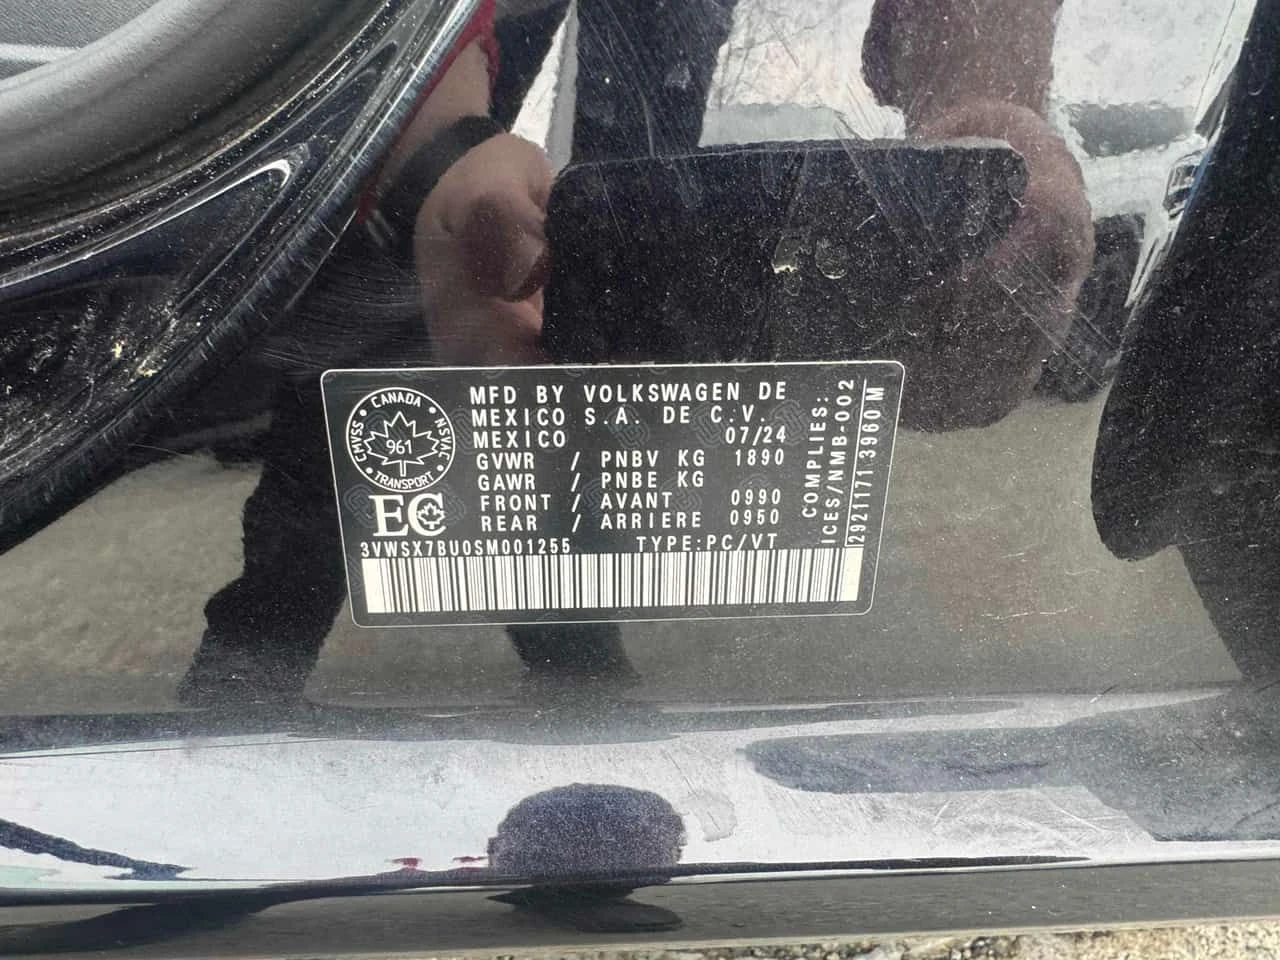 CANADA
CMVSS
NSVAC
961
TRANSPORT
EC
MFD BY VOLKSWAGEN DE
MEXICO S.A. DE C.V.
MEXICO 07/24
GVWR / PNBV KG 1890
GAWR / PNBE KG
FRONT / AVANT 0990
REAR / ARRIERE 0950
3VWSX7BU0SM001255 TYPE:PC/VT
COMPLIES:
ICES/NMB-002
2921171.3960 M